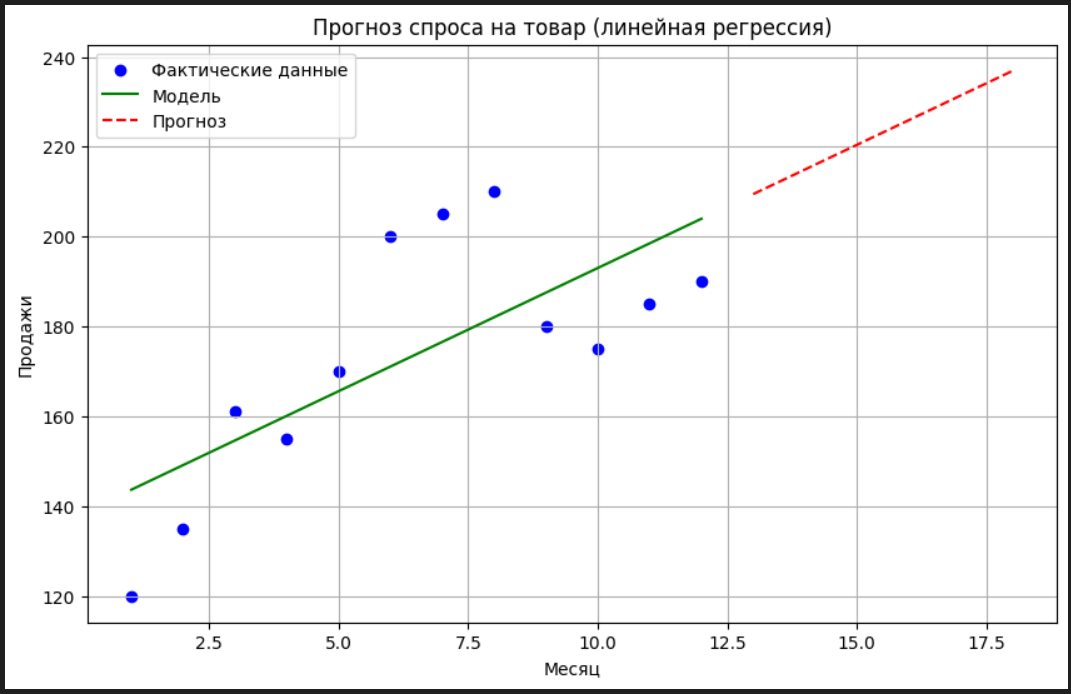 Прогноз спроса на товар (линейная регрессия)
Фактические данные
Модель
Прогноз
240
220
200
180
160
140
120
Продажи
2.5 5.0 7.5 10.0 12.5 15.0 17.5
Месяц